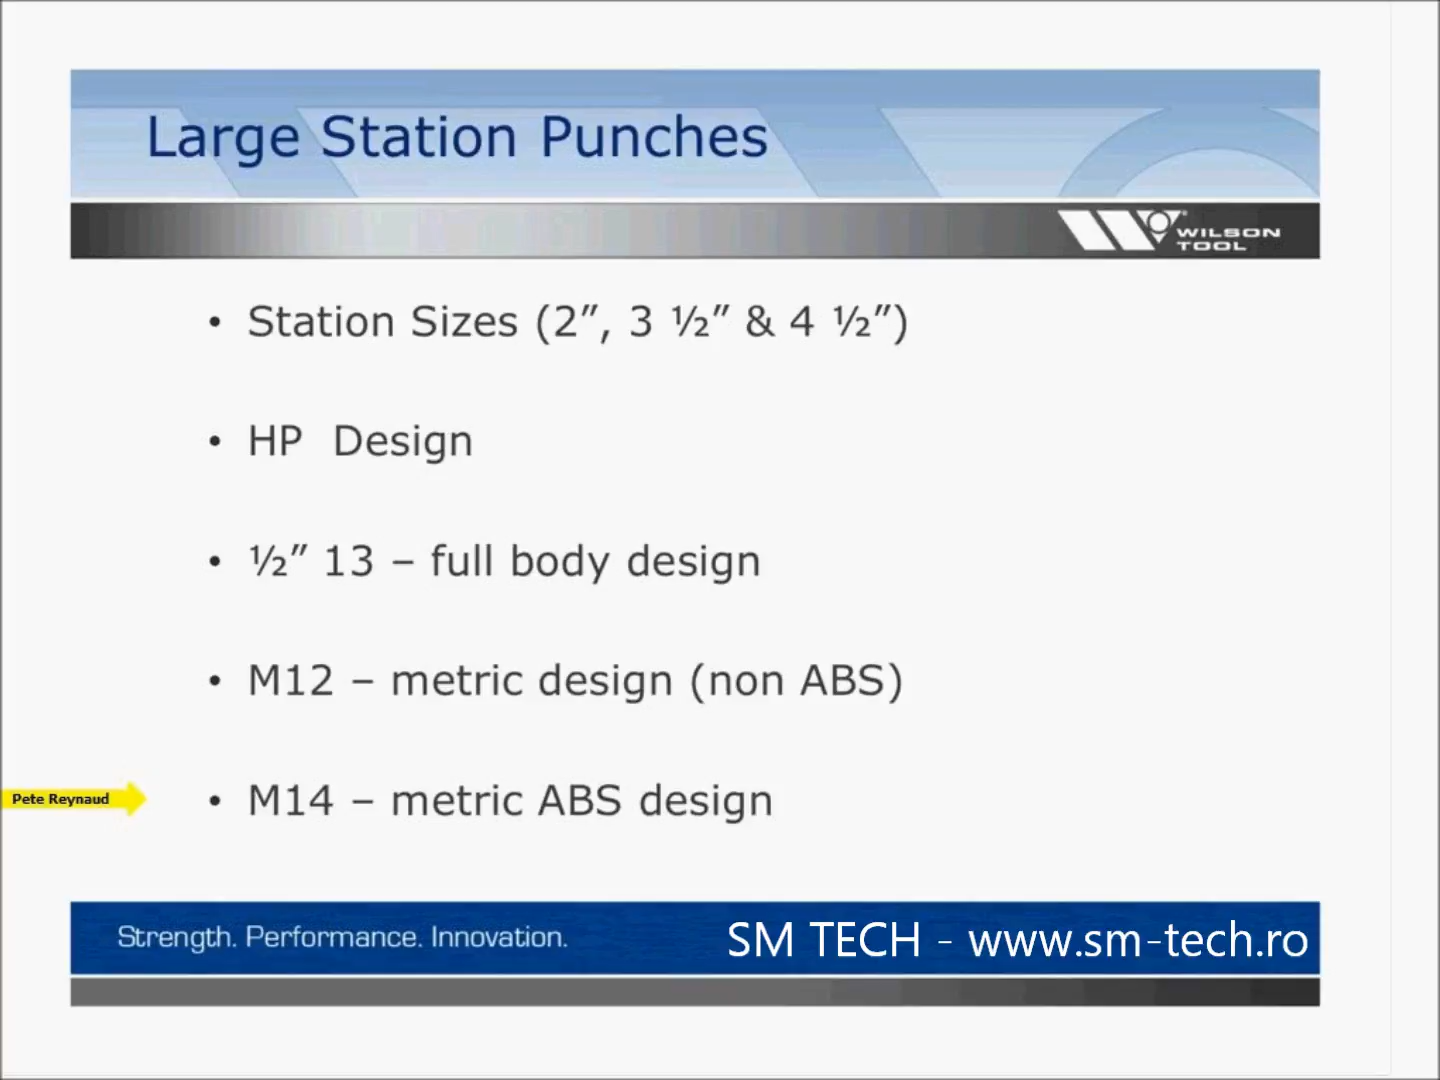 Large Station Punches
WILSON
TOOL
• Station Sizes (2”, 3 ½” & 4 ½”)
• HP  Design
• ½” 13 – full body design
• M12 – metric design (non ABS)
Pete Reynaud
• M14 – metric ABS design
Strength. Performance. Innovation.
SM TECH - www.sm-tech.ro